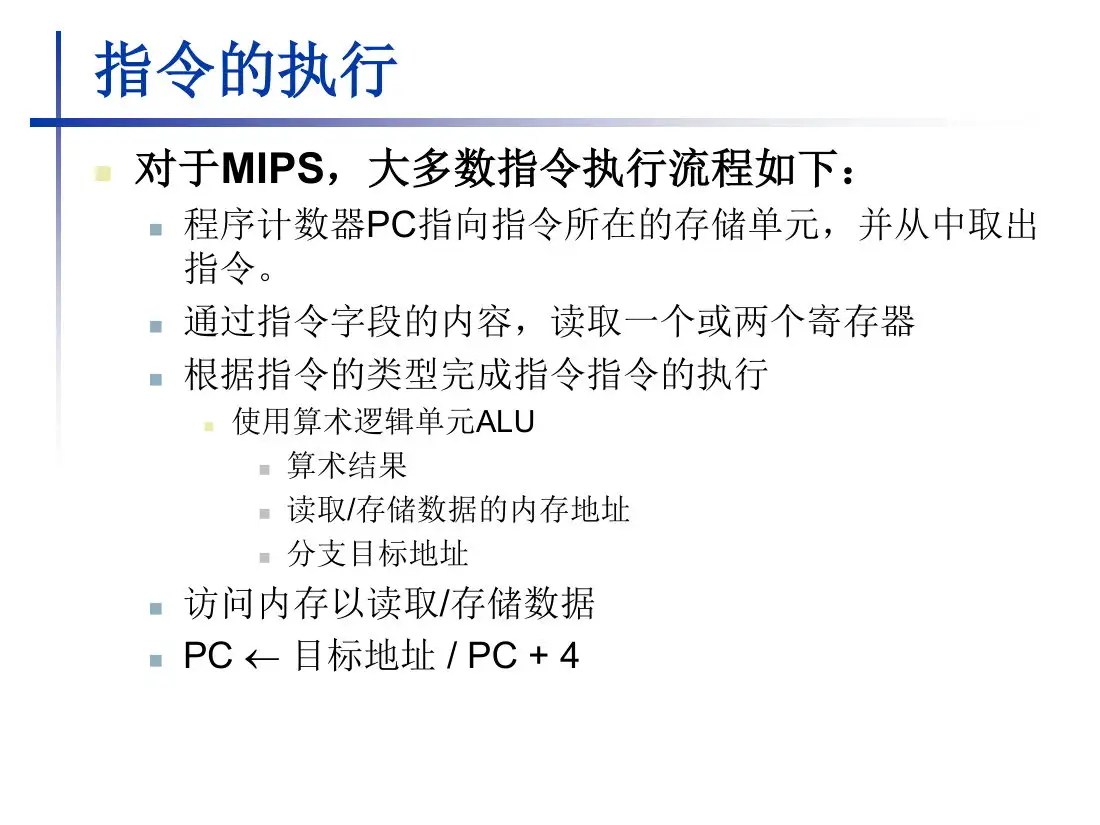 指令的执行
对于MIPS，大多数指令执行流程如下：
程序计数器PC指向指令所在的存储单元，并从中取出
指令。
通过指令字段的内容，读取一个或两个寄存器
根据指令的类型完成指令指令的执行
使用算术逻辑单元ALU
算术结果
读取/存储数据的内存地址
分支目标地址
访问内存以读取/存储数据
PC ← 目标地址 / PC + 4